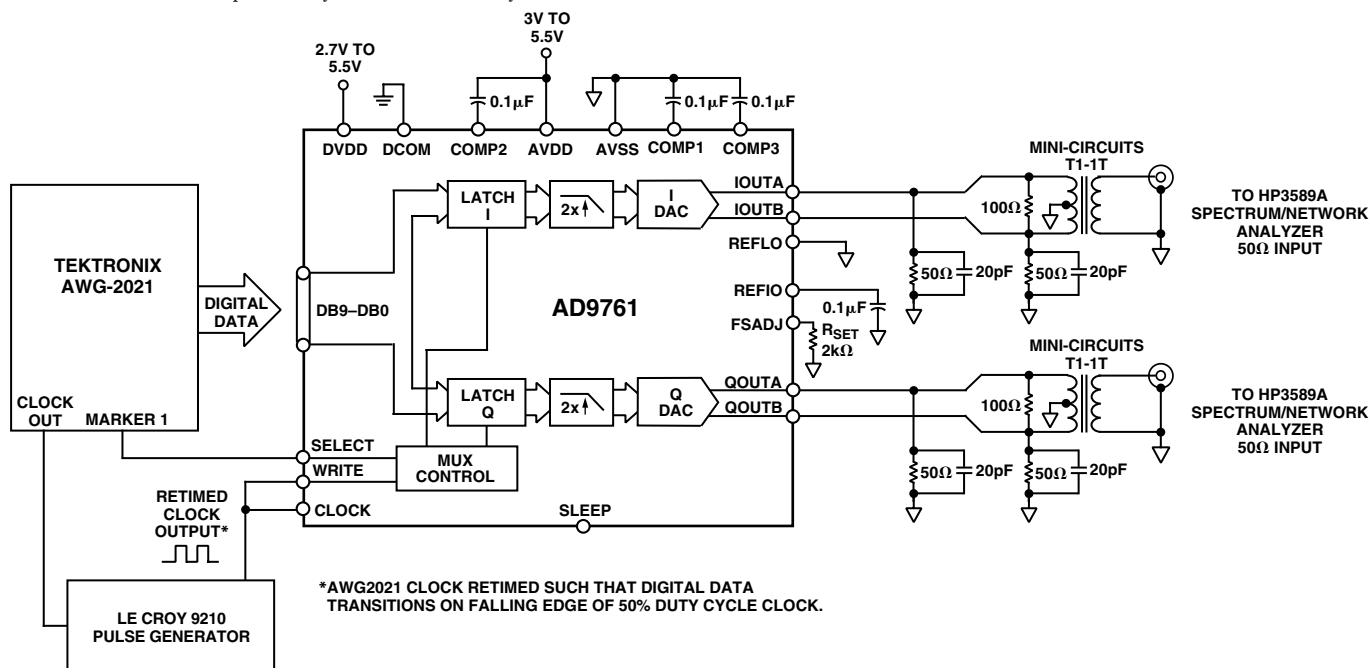 3V TO
5.5V
2.7V TO
5.5V
0.1μF
0.1μF
0.1μF
DVDD
DCOM
COMP2
AVDD
AVSS
COMP1
COMP3
MINI-CIRCUITS
T1-1T
LATCH
I
2x
I
DAC
IOUTA
IOUTB
100Ω
TO HP3589A
SPECTRUM/NETWORK
ANALYZER
50Ω INPUT
REFLO
50Ω
20pF
50Ω
20pF
TEKTRONIX
AWG-2021
DIGITAL
DATA
DB9–DB0
AD9761
REFIO
0.1μF
FSADJ
RSET
2kΩ
MINI-CIRCUITS
T1-1T
LATCH
Q
2x
Q
DAC
QOUTA
QOUTB
100Ω
TO HP3589A
SPECTRUM/NETWORK
ANALYZER
50Ω INPUT
CLOCK
OUT
MARKER 1
SELECT
WRITE
MUX
CONTROL
50Ω
20pF
50Ω
20pF
RETIMED
CLOCK
OUTPUT*
CLOCK
SLEEP
*AWG2021 CLOCK RETIMED SUCH THAT DIGITAL DATA
TRANSITIONS ON FALLING EDGE OF 50% DUTY CYCLE CLOCK.
LE CROY 9210
PULSE GENERATOR